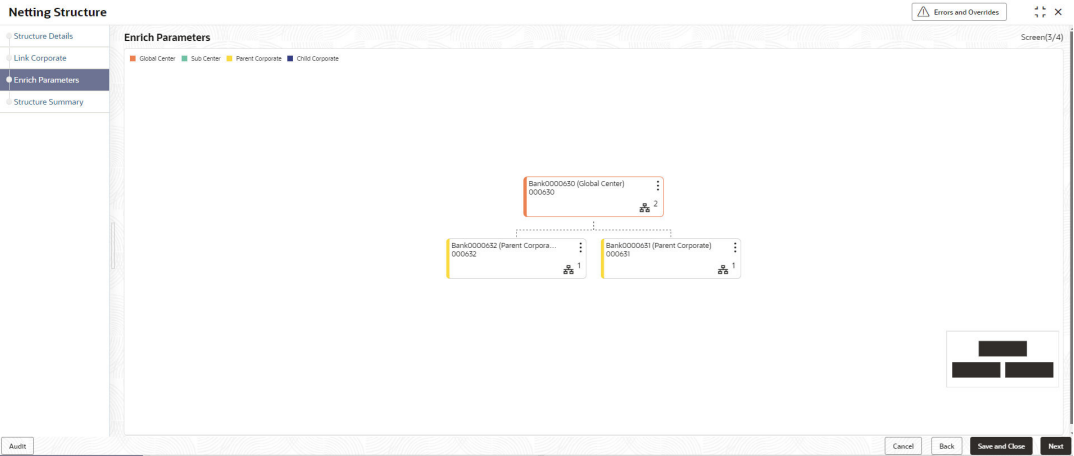 Netting Structure
Errors and Overrides
Structure Details
Link Corporate
Enrich Parameters
Structure Summary
Enrich Parameters
Screen(3/4)
Global Center Sub Center Parent Corporate Child Corporate
Bank0000630 (Global Center)
000630
2
Bank0000632 (Parent Corpora...
000632
1
Bank0000631 (Parent Corporate)
000631
1
Audit
Cancel
Back
Save and Close
Next